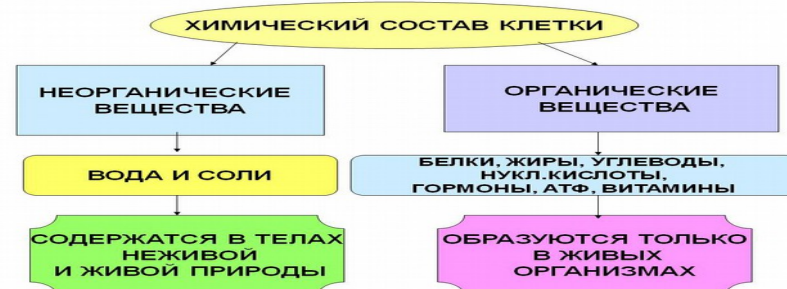 ХИМИЧЕСКИЙ СОСТАВ КЛЕТКИ
НЕОРГАНИЧЕСКИЕ
ВЕЩЕСТВА
ОРГАНИЧЕСКИЕ
ВЕЩЕСТВА
ВОДА И СОЛИ
БЕЛКИ, ЖИРЫ, УГЛЕВОДЫ,
НУКЛ.КИСЛОТЫ,
ГОРМОНЫ, АТФ, ВИТАМИНЫ
СОДЕРЖАТСЯ В ТЕЛАХ
НЕЖИВОЙ
И ЖИВОЙ ПРИРОДЫ
ОБРАЗУЮТСЯ ТОЛЬКО
В ЖИВЫХ
ОРГАНИЗМАХ